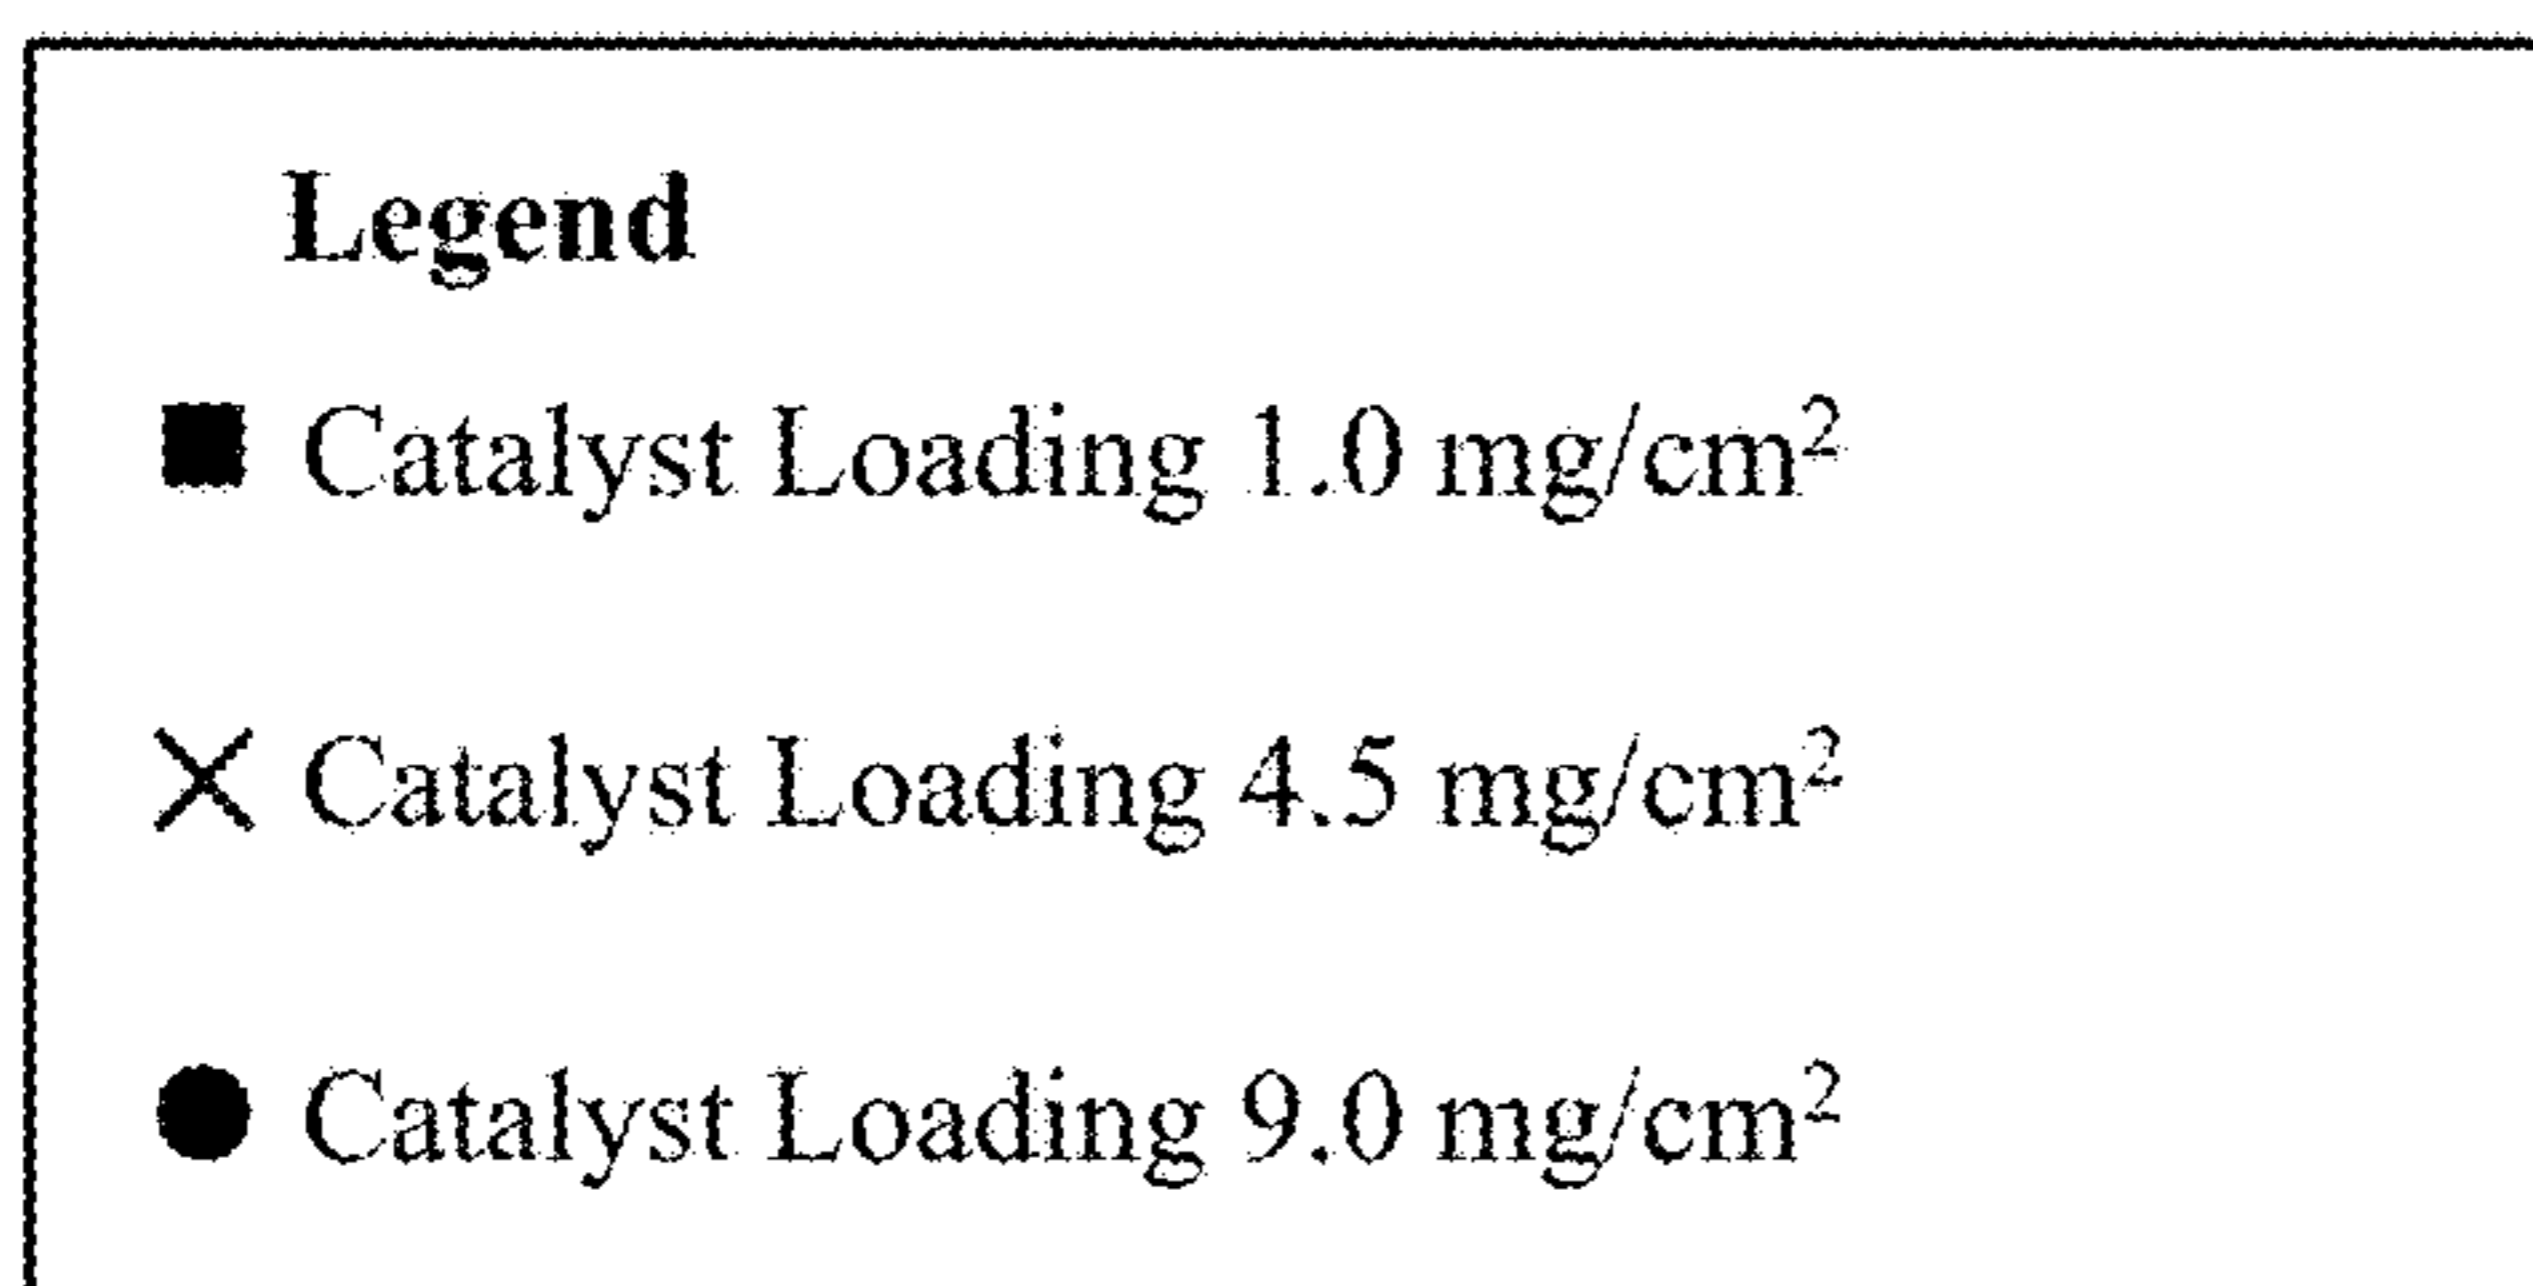 Legend
Catalyst Loading 1.0 mg/cm²
Catalyst Loading 4.5 mg/cm²
Catalyst Loading 9.0 mg/cm²